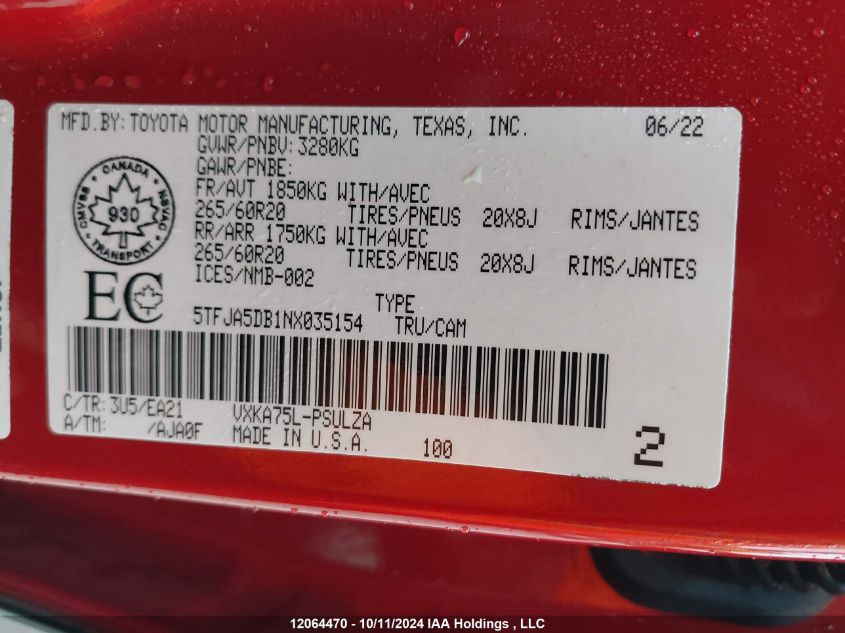 MFD.BY: TOYOTA MOTOR MANUFACTURING, TEXAS, INC. 06/22
GVWR/PNBV: 3280KG
GAWR/PNBE:
FR/AVT 1850KG WITH/AVEC
265/60R20 TIRES/PNEUS 20X8J RIMS/JANTES
RR/ARR 1750KG WITH/AVEC
265/60R20 TIRES/PNEUS 20X8J RIMS/JANTES
ICES/NMB-002
CANADA
CMVSS 930 NSVAC
TRANSPORT
EC
TYPE
5TFJA5DB1NX035154 TRU/CAM
C/TR: 3U5/EA21 VXKA75L-PSULZA
A/TM: /AJA0F MADE IN U.S.A. 100 2
12064470 - 10/11/2024 IAA Holdings , LLC